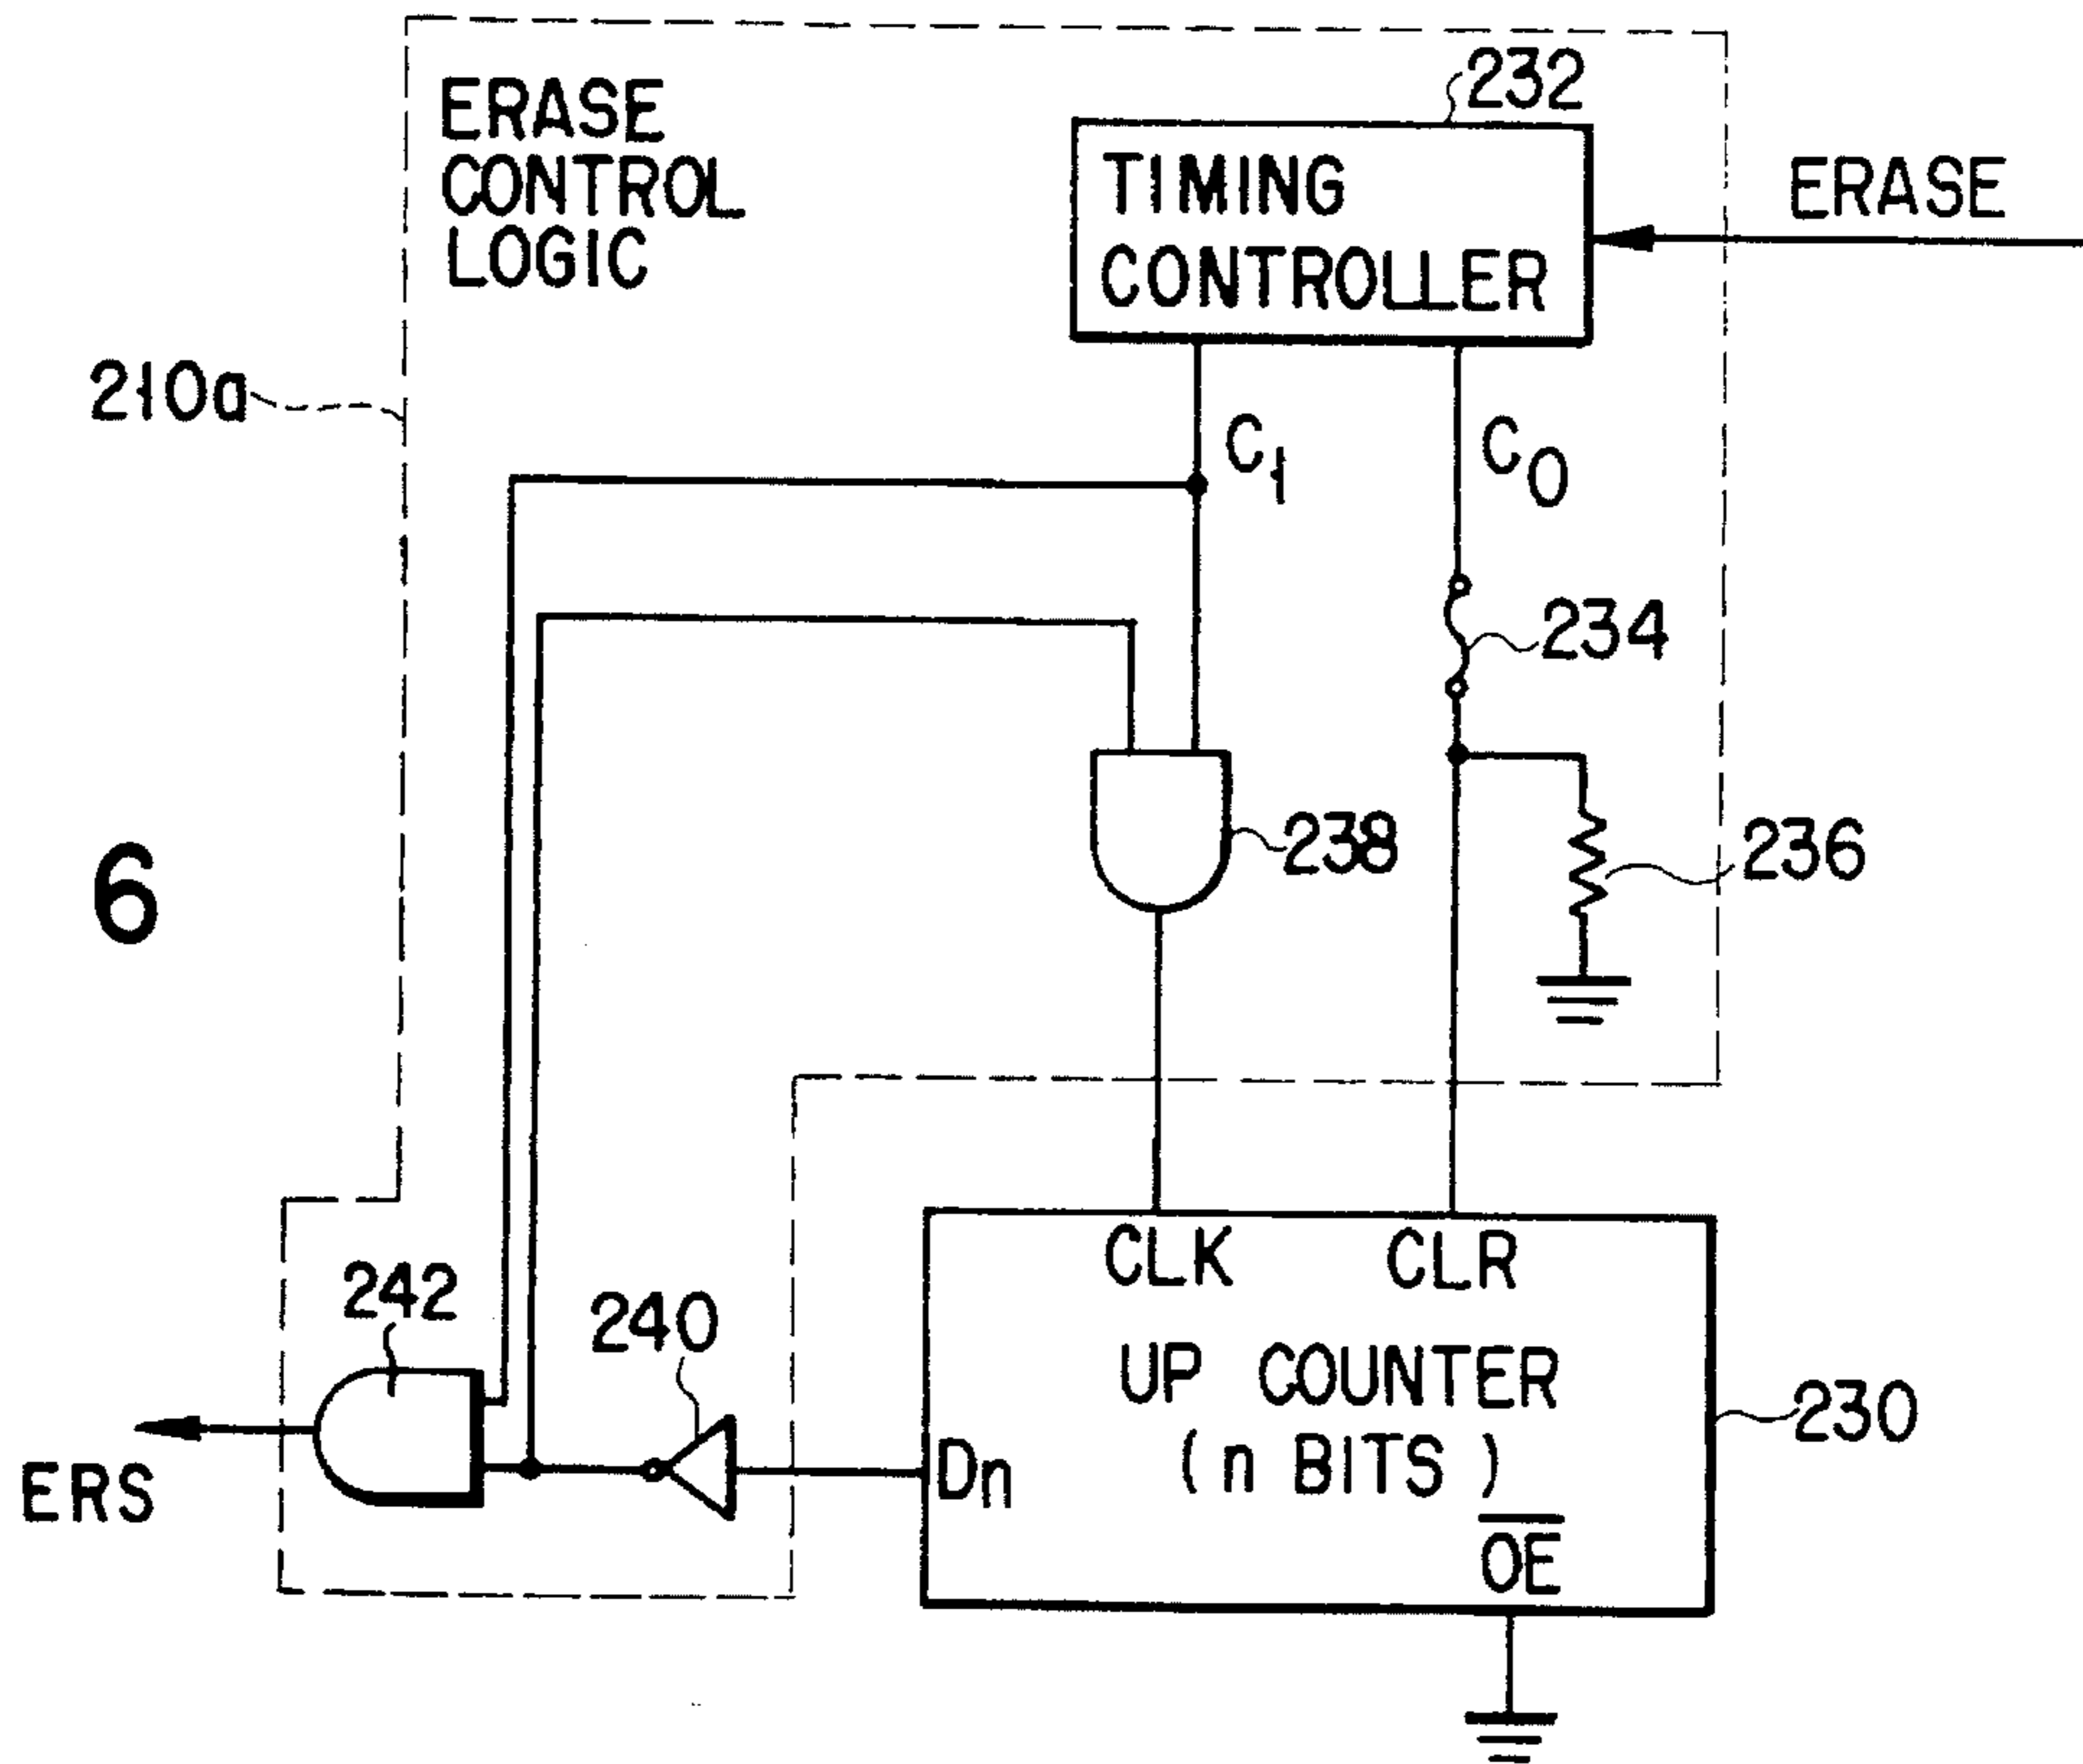 ERASE
CONTROL
LOGIC
232
TIMING
CONTROLLER
ERASE
210a
C1
C0
234
238
236
6
CLK CLR
242
240
UP COUNTER
230
Dn
( n BITS )
ERS
OE